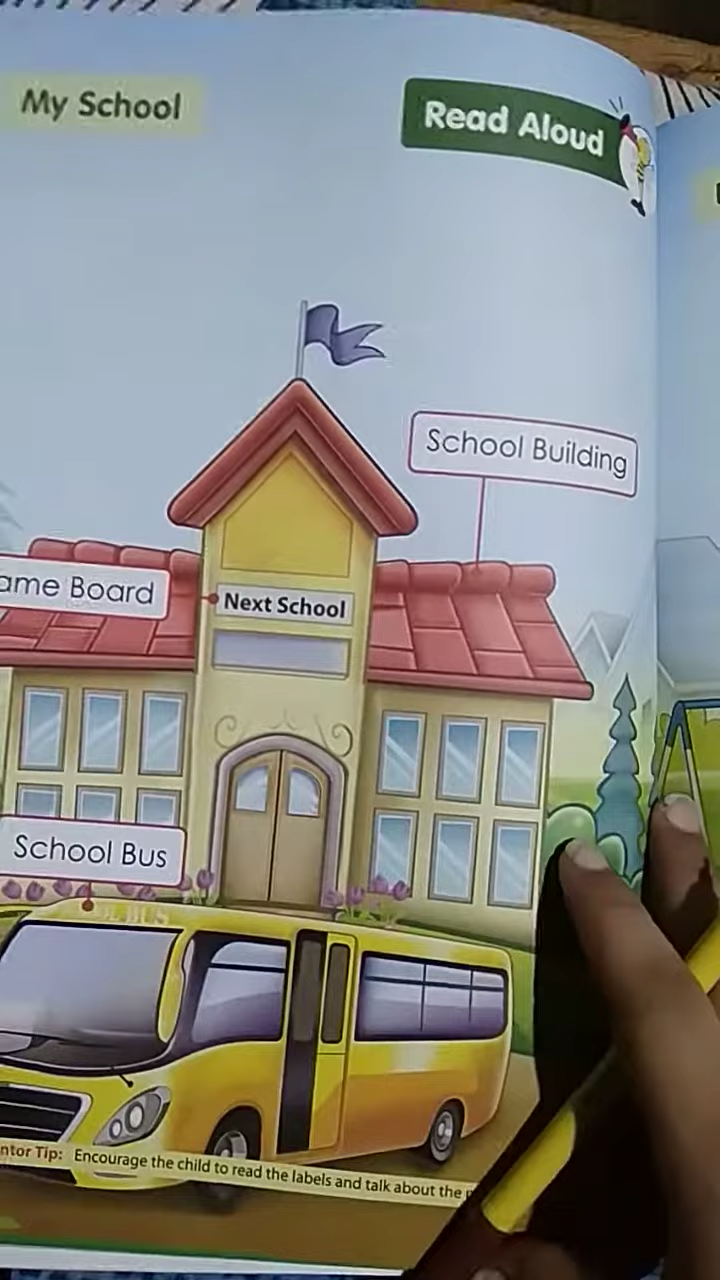 My School
Read Aloud
School Building
ame Board
Next School
School Bus
BUS
ntor Tip: Encourage the child to read the labels and talk about the